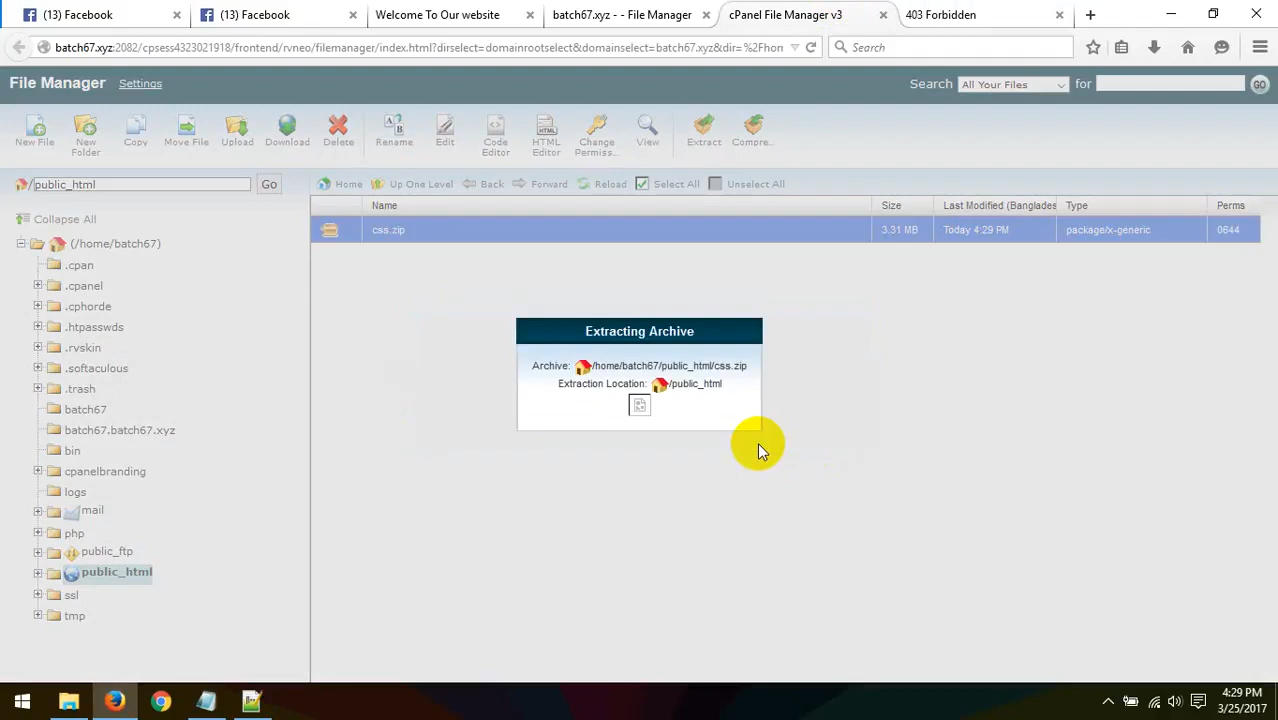 (13) Facebook
(13) Facebook
Welcome To Our website
batch67.xyz - - File Manager
cPanel File Manager v3
403 Forbidden
batch67.xyz:2082/cpsess4323021918/frontend/rvneo/filemanager/index.html?dirselect=domainrootselect&domainselect=batch67.xyz&dir=%2Fhon
Search
File Manager
Settings
Search
All Your Files
for
GO
New File
New Folder
Copy
Move File
Upload
Download
Delete
Rename
Edit
Code Editor
HTML Editor
Change Permiss...
View
Extract
Compre...
/public_html
Go
Home
Up One Level
Back
Forward
Reload
Select All
Unselect All
Collapse All
Name
Size
Last Modified (Banglades
Type
Perms
css.zip
3.31 MB
Today 4:29 PM
package/x-generic
0644
(/home/batch67)
.cpan
.cpanel
.cphorde
.htpasswds
.rvskin
.softaculous
.trash
batch67
batch67.batch67.xyz
bin
cpanelbranding
logs
mail
php
public_ftp
public_html
ssl
tmp
Extracting Archive
Archive: /home/batch67/public_html/css.zip
Extraction Location: /public_html
4:29 PM
3/25/2017